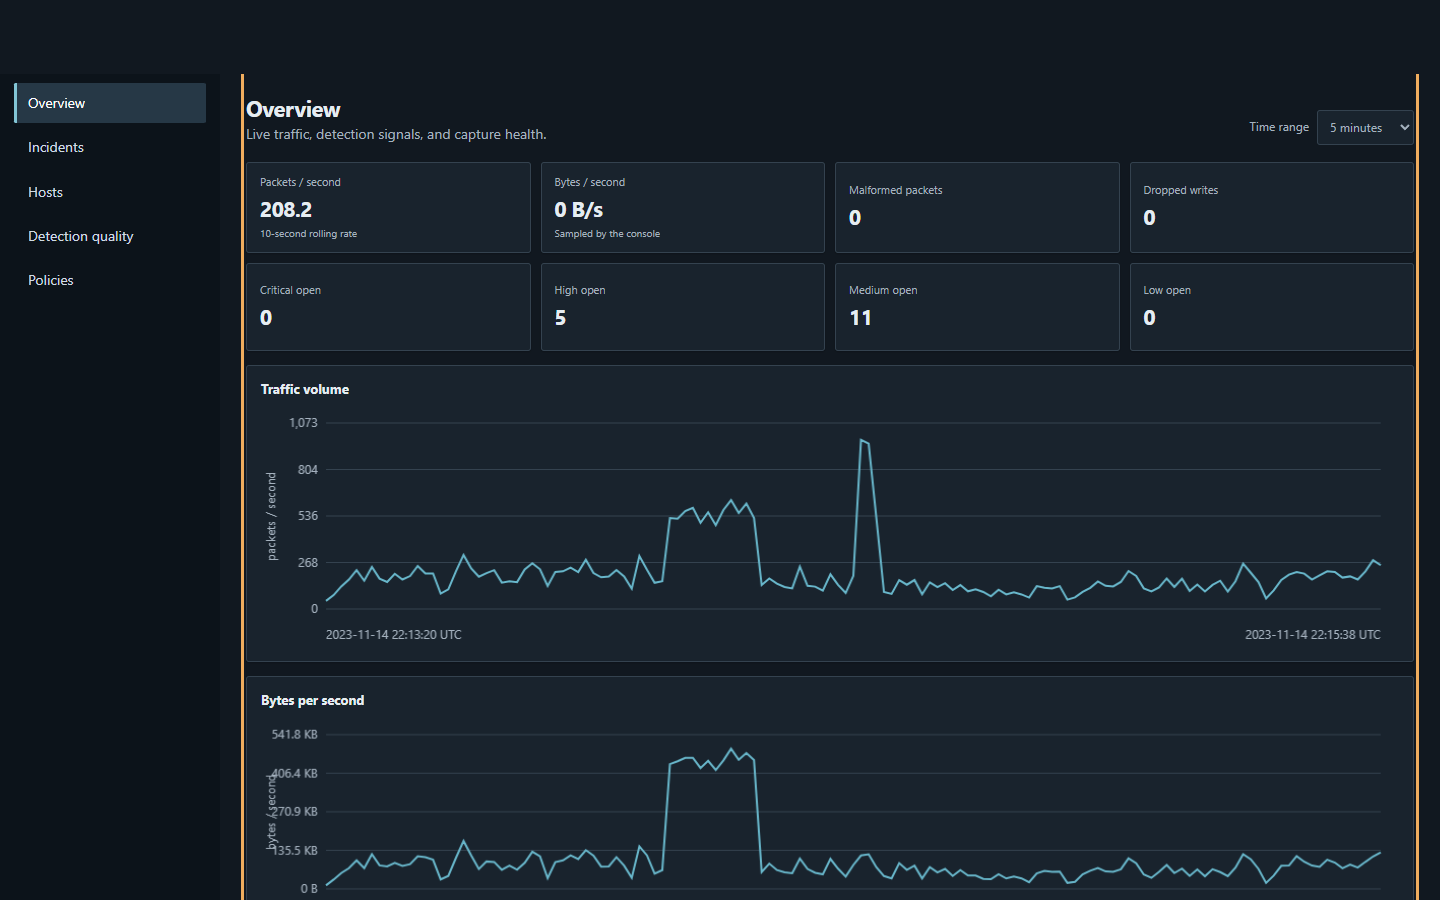 Overview
Incidents
Hosts
Detection quality
Policies
Overview
Live traffic, detection signals, and capture health.
Time range
5 minutes
Packets / second
208.2
10-second rolling rate
Bytes / second
0 B/s
Sampled by the console
Malformed packets
0
Dropped writes
0
Critical open
0
High open
5
Medium open
11
Low open
0
Traffic volume
1,073
804
536
268
0
packets / second
2023-11-14 22:13:20 UTC
2023-11-14 22:15:38 UTC
Bytes per second
541.8 KB
406.4 KB
270.9 KB
135.5 KB
0 B
bytes / second